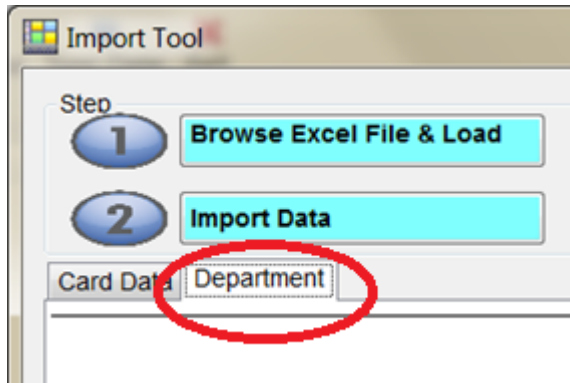 Import Tool
Step
1 Browse Excel File & Load
2 Import Data
Card Data Department